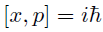 [x, p] = iℏ